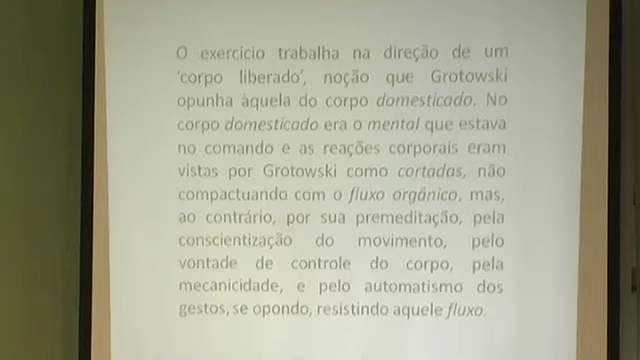 O exercício trabalha na direção de um
'corpo liberado', noção que Grotowski
opunha àquela do corpo domesticado. No
corpo domesticado era o mental que estava
no comando e as reações corporais eram
vistas por Grotowski como cortadas, não
compactuando com o fluxo orgânico, mas,
ao contrário, por sua premeditação, pela
conscientização do movimento, pelo
vontade de controle do corpo, pela
mecanicidade, e pelo automatismo dos
gestos, se opondo, resistindo aquele fluxo.